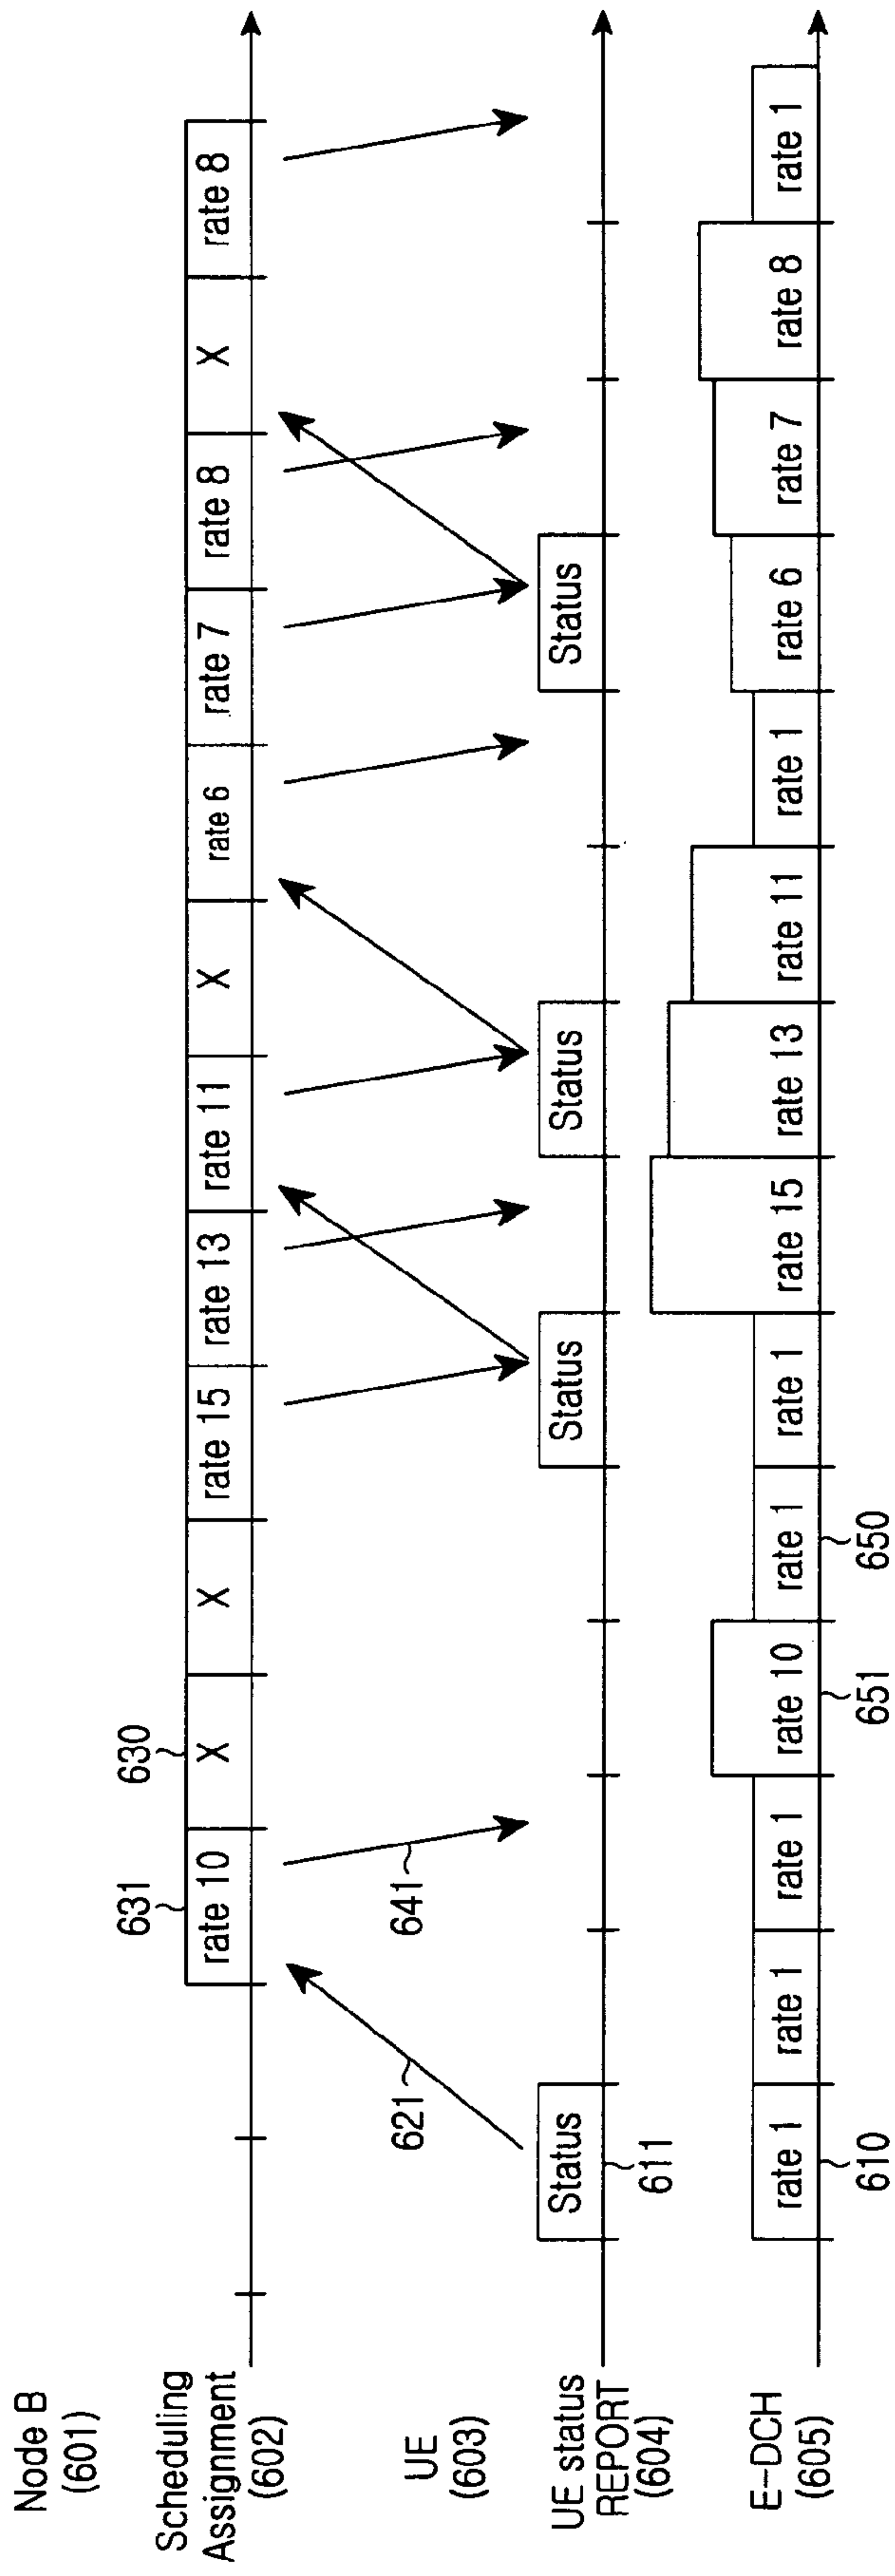 Node B
(601)
631
630
Scheduling
Assignment
(602)
rate 10
X
X
rate 15
rate 13
rate 11
X
rate 6
rate 7
rate 8
X
rate 8
UE
(603)
621
641
UE status
REPORT
(604)
Status
Status
Status
Status
611
E-DCH
(605)
rate 1
rate 1
rate 1
rate 10
rate 1
rate 1
rate 15
rate 13
rate 11
rate 1
rate 6
rate 7
rate 8
rate 1
610
651
650